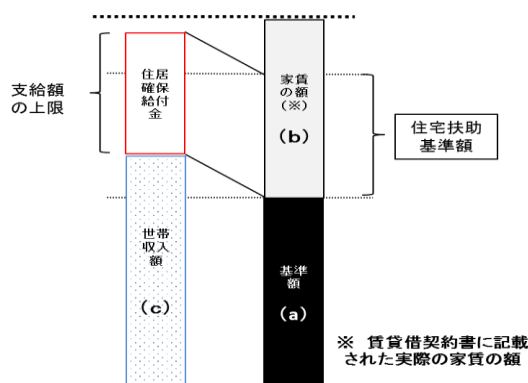 支給額
の上限
住居
確保
給付
金
世帯
収入
額
（c）
家賃
の額
（※）
（b）
基準
額
（a）
住宅扶助
基準額
※ 賃貸借契約書に記載
された実際の家賃の額